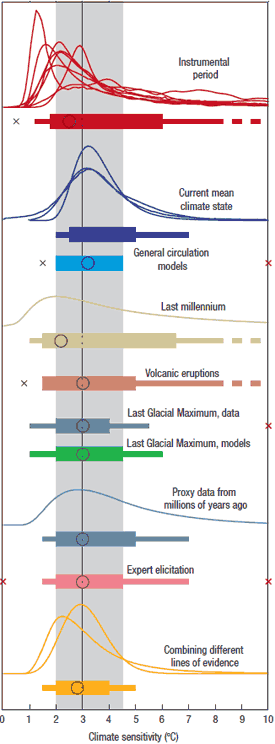 Instrumental
period
Current mean
climate state
General circulation
models
Last millennium
Volcanic eruptions
Last Glacial Maximum, data
Last Glacial Maximum, models
Proxy data from
millions of years ago
Expert elicitation
Combining different
lines of evidence
0 1 2 3 4 5 6 7 8 9 10
Climate sensitivity (°C)